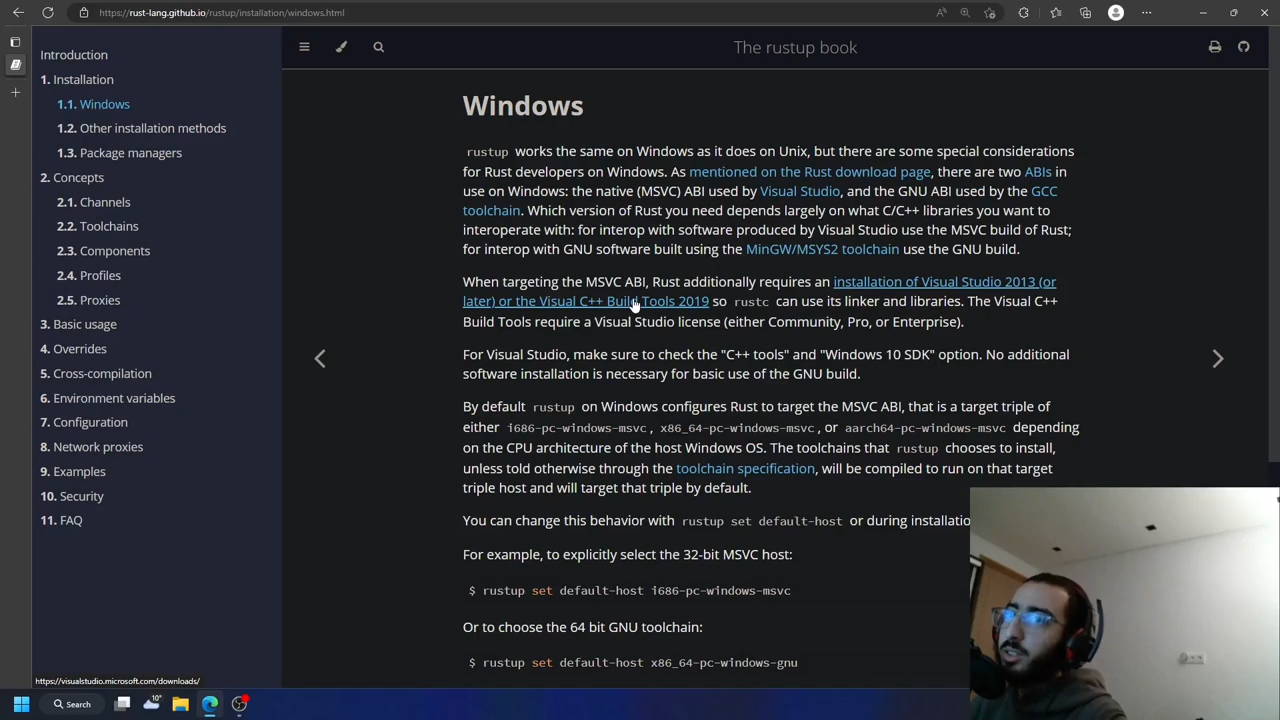 https://rust-lang.github.io/rustup/installation/windows.html
Introduction
1. Installation
1.1. Windows
1.2. Other installation methods
1.3. Package managers
2. Concepts
2.1. Channels
2.2. Toolchains
2.3. Components
2.4. Profiles
2.5. Proxies
3. Basic usage
4. Overrides
5. Cross-compilation
6. Environment variables
7. Configuration
8. Network proxies
9. Examples
10. Security
11. FAQ
The rustup book
Windows
rustup works the same on Windows as it does on Unix, but there are some special considerations
for Rust developers on Windows. As mentioned on the Rust download page, there are two ABIs in
use on Windows: the native (MSVC) ABI used by Visual Studio, and the GNU ABI used by the GCC
toolchain. Which version of Rust you need depends largely on what C/C++ libraries you want to
interoperate with: for interop with software produced by Visual Studio use the MSVC build of Rust;
for interop with GNU software built using the MinGW/MSYS2 toolchain use the GNU build.
When targeting the MSVC ABI, Rust additionally requires an installation of Visual Studio 2013 (or
later) or the Visual C++ Build Tools 2019 so rustc can use its linker and libraries. The Visual C++
Build Tools require a Visual Studio license (either Community, Pro, or Enterprise).
For Visual Studio, make sure to check the "C++ tools" and "Windows 10 SDK" option. No additional
software installation is necessary for basic use of the GNU build.
By default rustup on Windows configures Rust to target the MSVC ABI, that is a target triple of
either i686-pc-windows-msvc, x86_64-pc-windows-msvc, or aarch64-pc-windows-msvc depending
on the CPU architecture of the host Windows OS. The toolchains that rustup chooses to install,
unless told otherwise through the toolchain specification, will be compiled to run on that target
triple host and will target that triple by default.
You can change this behavior with rustup set default-host or during installatio
For example, to explicitly select the 32-bit MSVC host:
$ rustup set default-host i686-pc-windows-msvc
Or to choose the 64 bit GNU toolchain:
$ rustup set default-host x86_64-pc-windows-gnu
https://visualstudio.microsoft.com/downloads/
Search
10°